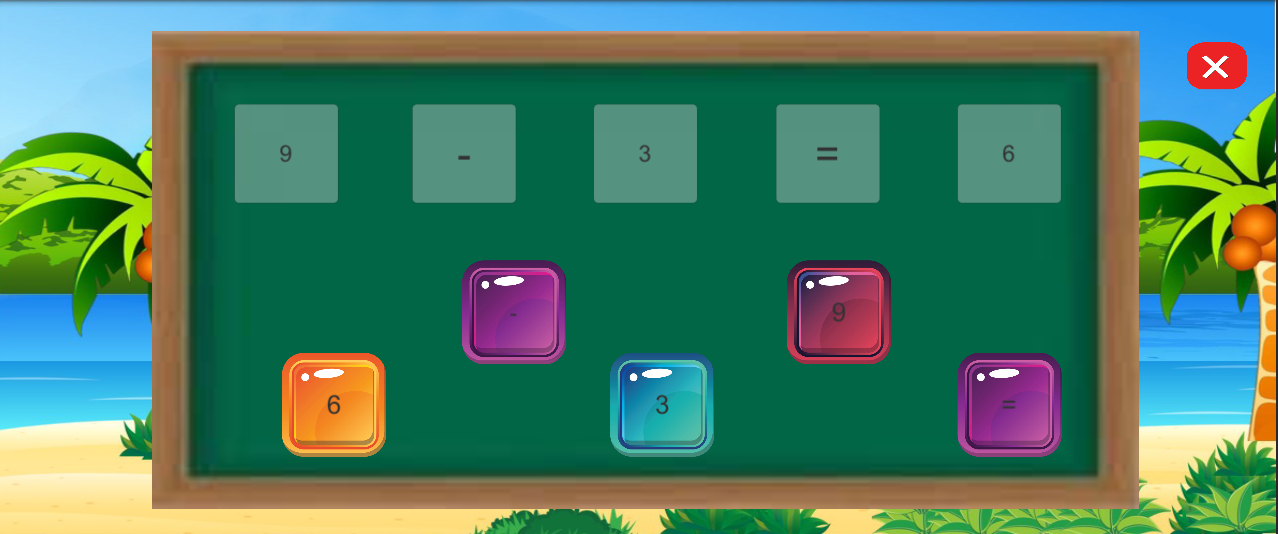 9 - 3 = 6
- 9
6 3 =